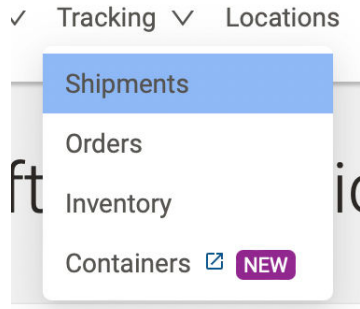 Tracking Locations
Shipments
Orders
Inventory
Containers NEW